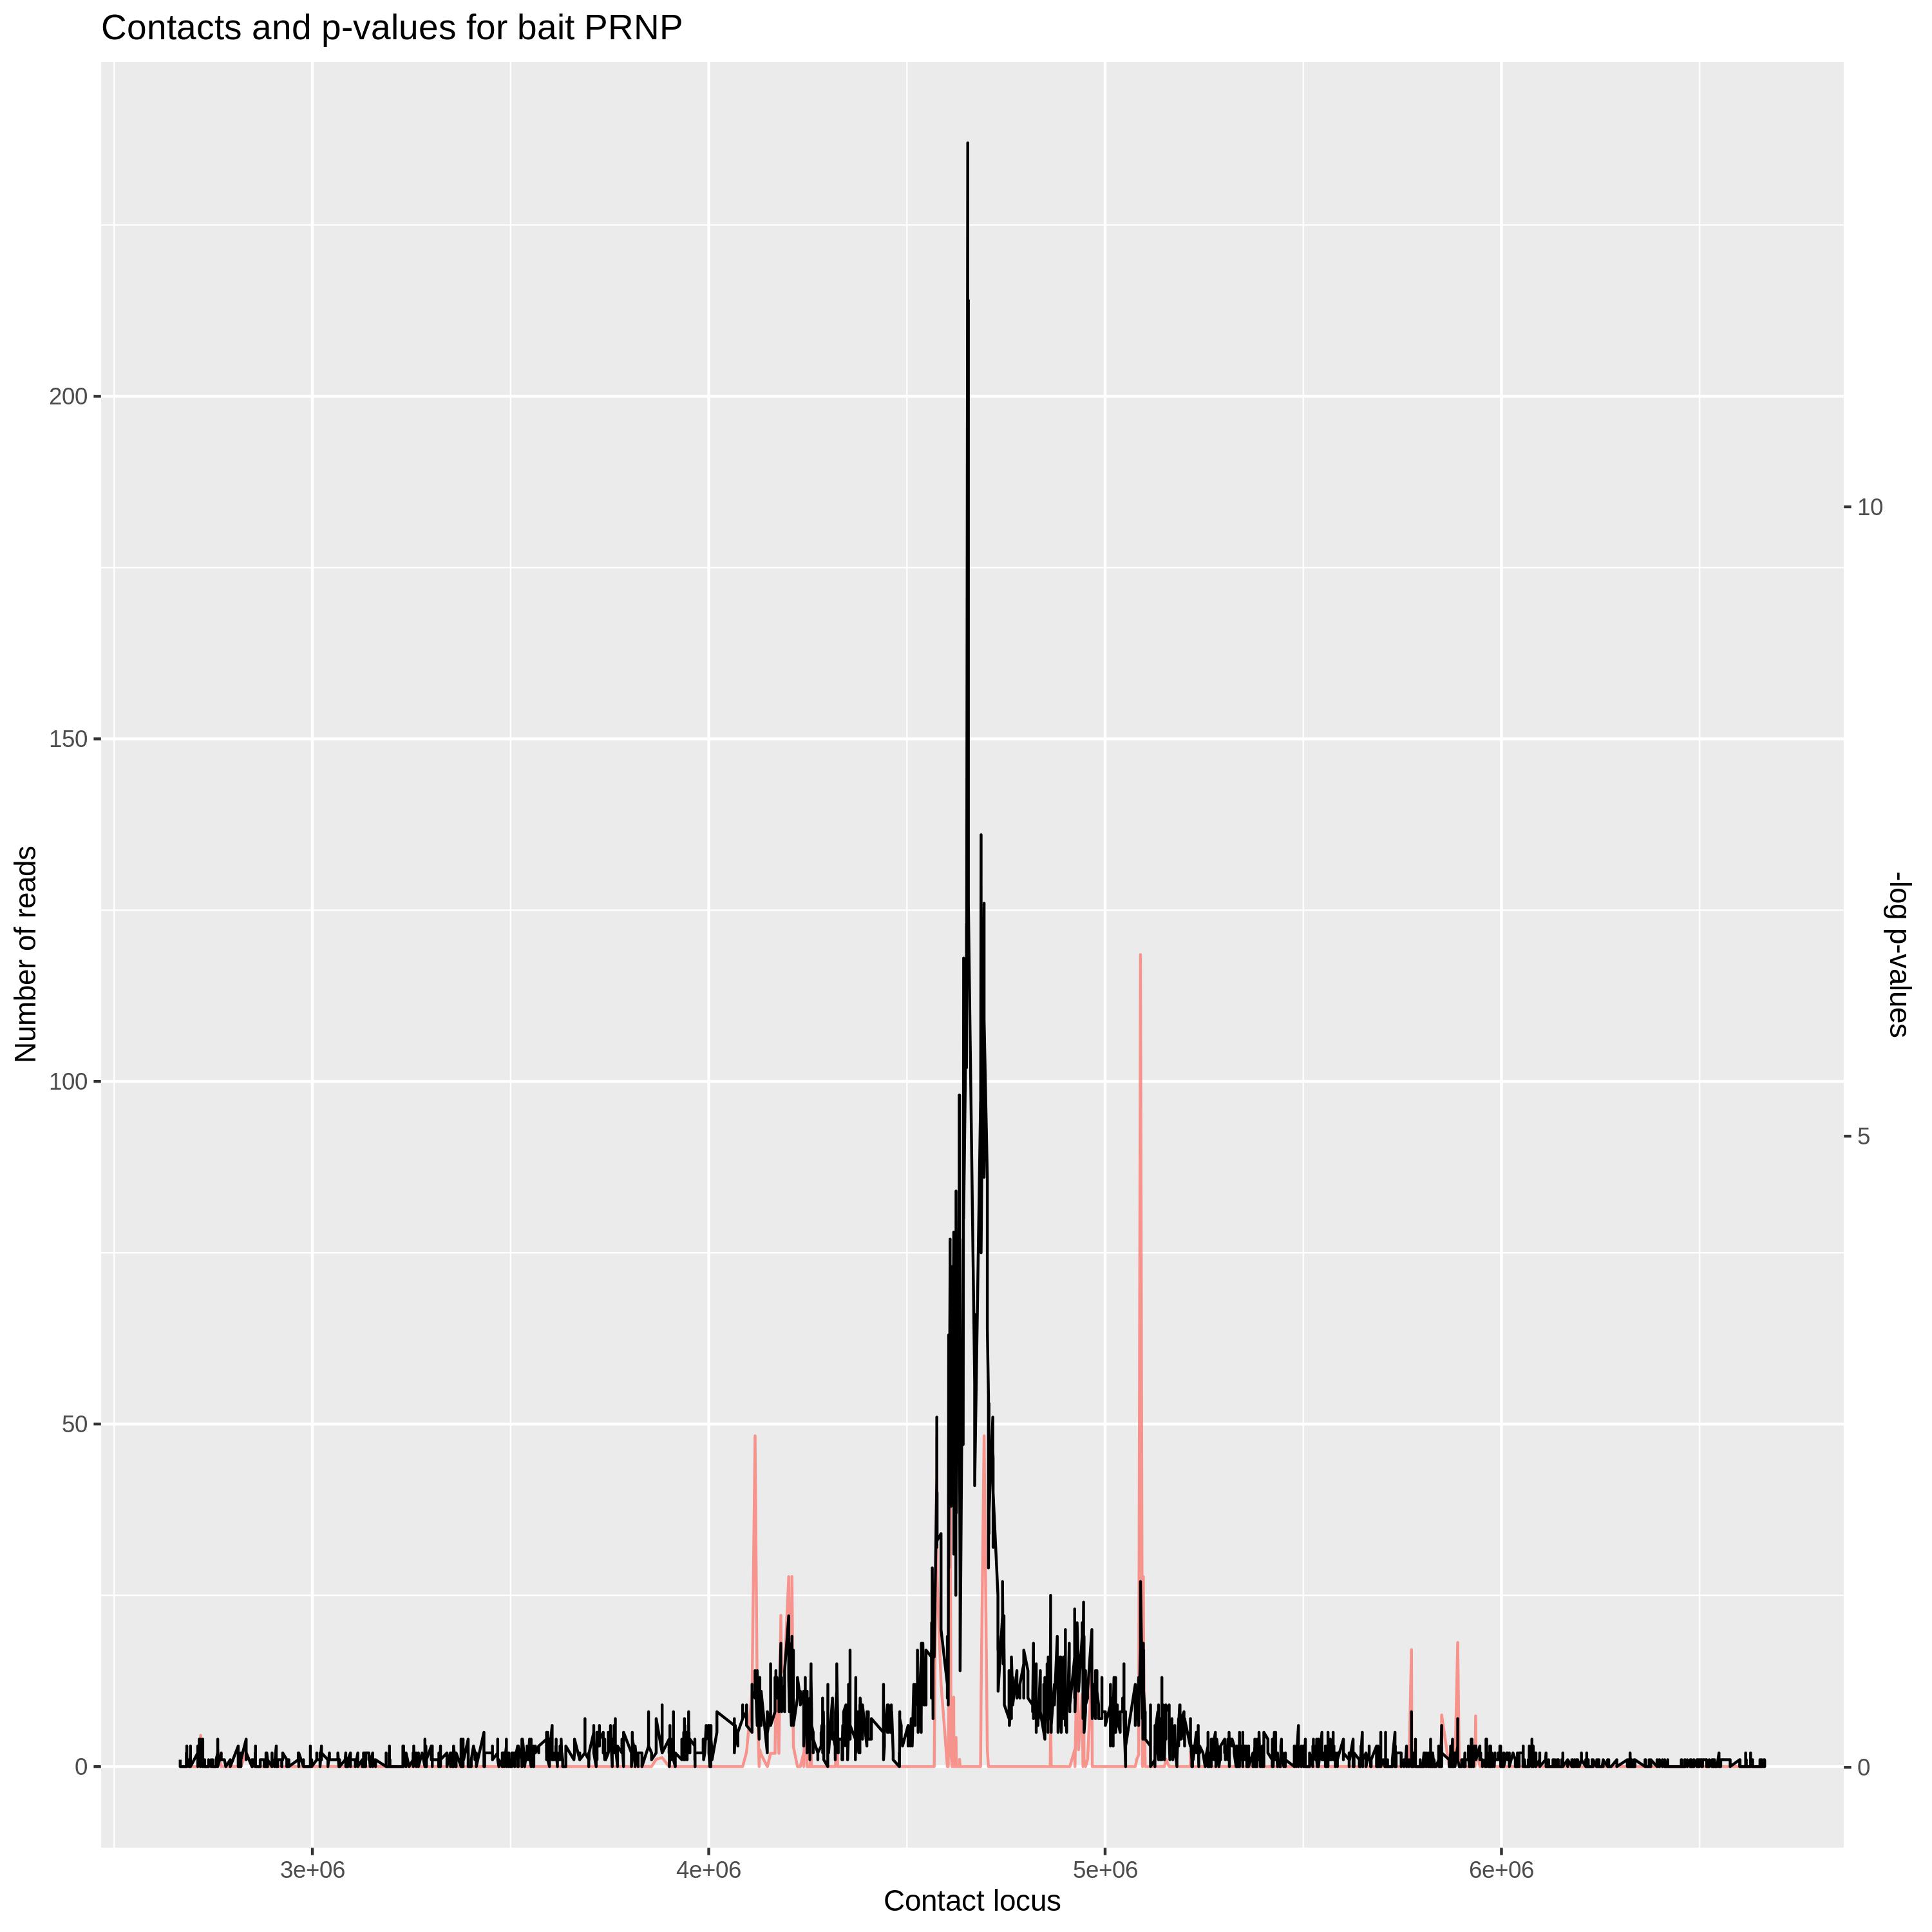 Contacts and p-values for bait PRNP
Number of reads
200
150
100
50
0
10
5
0
-log p-values
3e+06
4e+06
5e+06
6e+06
Contact locus